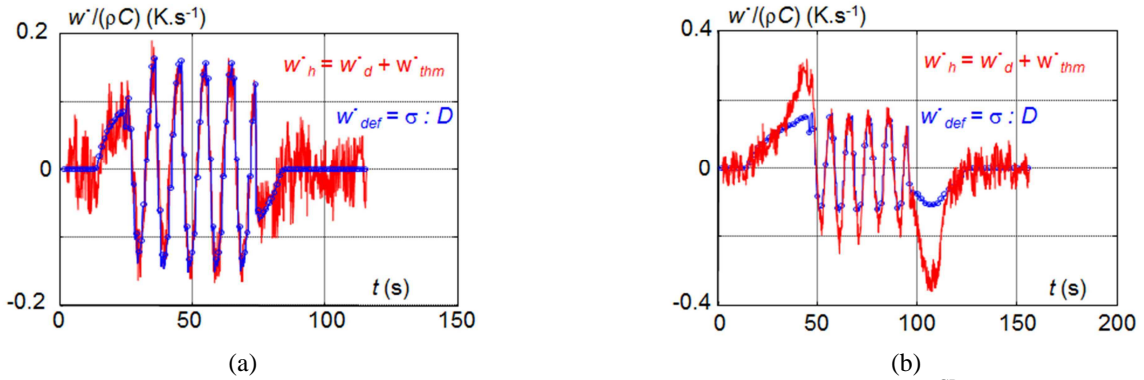 w˙/(ρC) (K.s⁻¹)
0.2
w˙h = w˙d + w˙thm
w˙def = σ : D
0
-0.2
t (s)
0 50 100 150
(a)
w˙/(ρC) (K.s⁻¹)
0.4
w˙h = w˙d + w˙thm
w˙def = σ : D
0
-0.4
t (s)
0 50 100 150 200
(b)